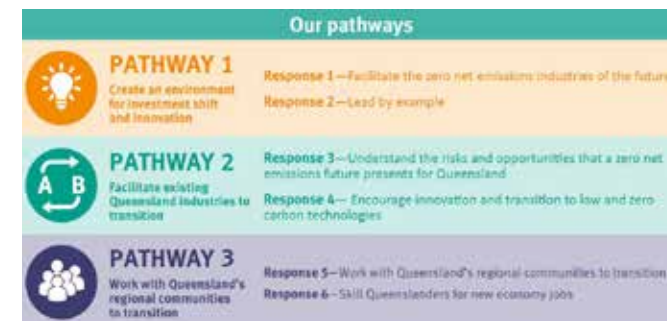 Our pathways
PATHWAY 1
Create an environment
for investment shift
and innovation
Response 1—Facilitate the zero net emissions industries of the future
Response 2—Lead by example
A B
PATHWAY 2
Facilitate existing
Queensland industries to
transition
Response 3—Understand the risks and opportunities that a zero net
emissions future presents for Queensland
Response 4— Encourage innovation and transition to low and zero
carbon technologies
PATHWAY 3
Work with Queensland's
regional communities
to transition
Response 5—Work with Queensland's regional communities to transition
Response 6—Skill Queenslanders for new economy jobs